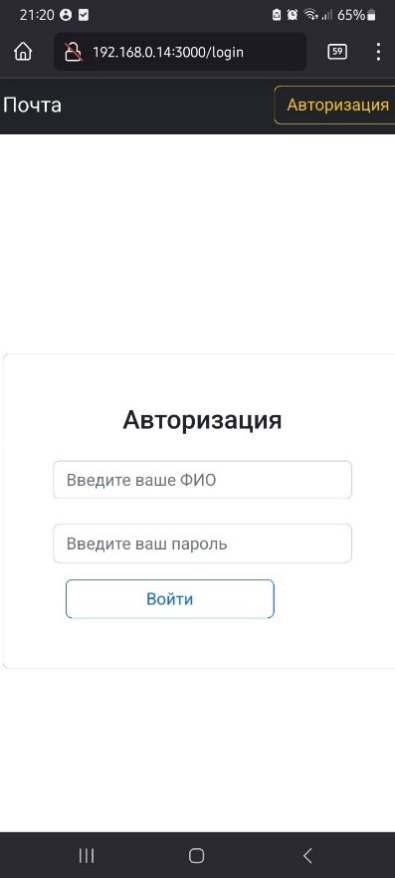 21:20 65%
192.168.0.14:3000/login 59
Почта Авторизация
Авторизация
Введите ваше ФИО
Введите ваш пароль
Войти